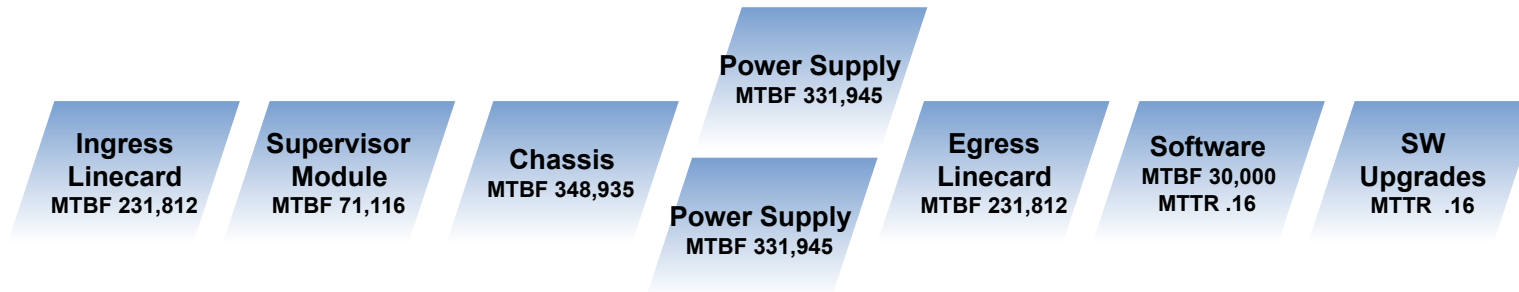 Ingress
Linecard
MTBF 231,812
Supervisor
Module
MTBF 71,116
Chassis
MTBF 348,935
Power Supply
MTBF 331,945
Power Supply
MTBF 331,945
Egress
Linecard
MTBF 231,812
Software
MTBF 30,000
MTTR .16
SW
Upgrades
MTTR .16